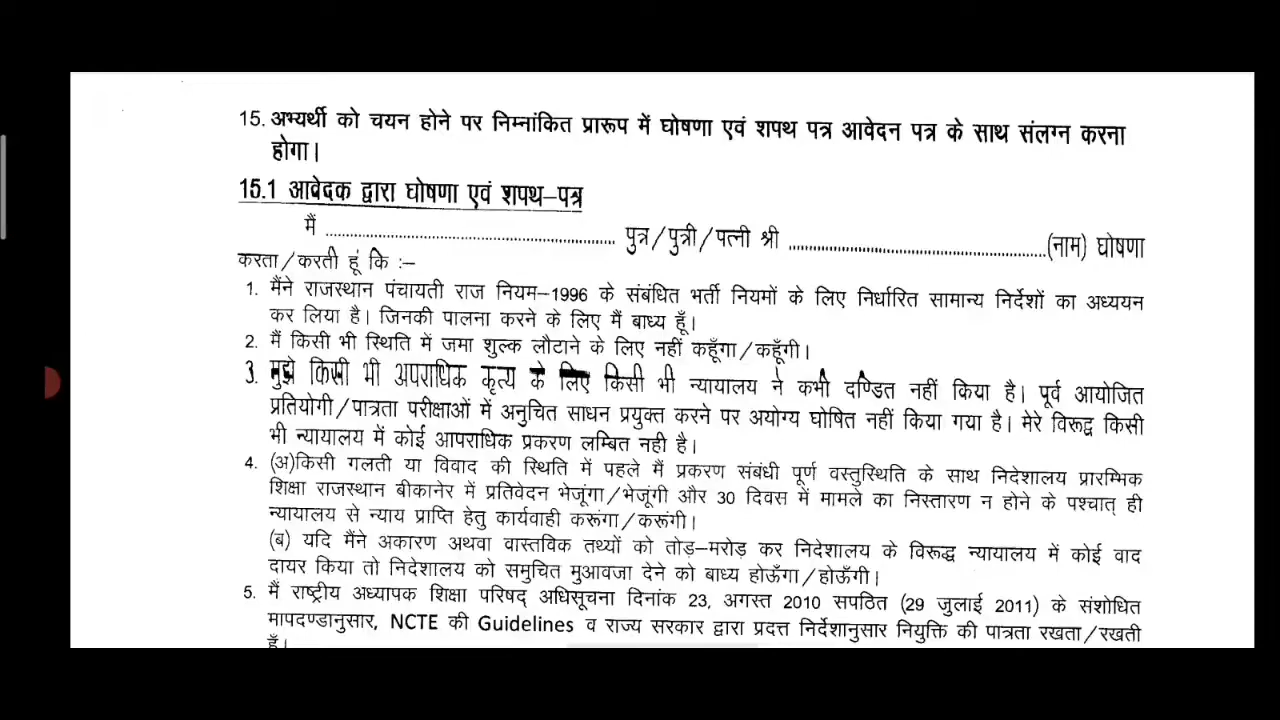 15. अभ्यर्थी को चयन होने पर निम्नांकित प्रारूप में घोषणा एवं शपथ पत्र आवेदन पत्र के साथ संलग्न करना
होगा।
15.1 आवेदक द्वारा घोषणा एवं शपथ–पत्र
मैं ........................................................ पुत्र/पुत्री/पत्नी श्री ..................................................(नाम) घोषणा
करता/करती हूं कि :–
1. मैंने राजस्थान पंचायती राज नियम–1996 के संबंधित भर्ती नियमों के लिए निर्धारित सामान्य निर्देशों का अध्ययन
कर लिया है। जिनकी पालना करने के लिए मैं बाध्य हूँ।
2. मैं किसी भी स्थिति में जमा शुल्क लौटाने के लिए नहीं कहूँगा/कहूँगी।
3. मुझे किसी भी अपराधिक कृत्य के लिए किसी भी न्यायालय ने कभी दण्डित नहीं किया है। पूर्व आयोजित
प्रतियोगी/पात्रता परीक्षाओं में अनुचित साधन प्रयुक्त करने पर अयोग्य घोषित नहीं किया गया है। मेरे विरूद्व किसी
भी न्यायालय में कोई आपराधिक प्रकरण लम्बित नही है।
4. (अ)किसी गलती या विवाद की स्थिति में पहले मैं प्रकरण संबंधी पूर्ण वस्तुस्थिति के साथ निदेशालय प्रारम्भिक
शिक्षा राजस्थान बीकानेर में प्रतिवेदन भेजूंगा/भेजूंगी और 30 दिवस में मामले का निस्तारण न होने के पश्चात् ही
न्यायालय से न्याय प्राप्ति हेतु कार्यवाही करूंगा/करूंगी।
(ब) यदि मैंने अकारण अथवा वास्तविक तथ्यों को तोड़–मरोड़ कर निदेशालय के विरूद्ध न्यायालय में कोई वाद
दायर किया तो निदेशालय को समुचित मुआवजा देने को बाध्य होऊँगा/होऊँगी।
5. मैं राष्ट्रीय अध्यापक शिक्षा परिषद् अधिसूचना दिनांक 23, अगस्त 2010 सपठित (29 जुलाई 2011) के संशोधित
मापदण्डानुसार, NCTE की Guidelines व राज्य सरकार द्वारा प्रदत्त निर्देशानुसार नियुक्ति की पात्रता रखता/रखती
हूँ।